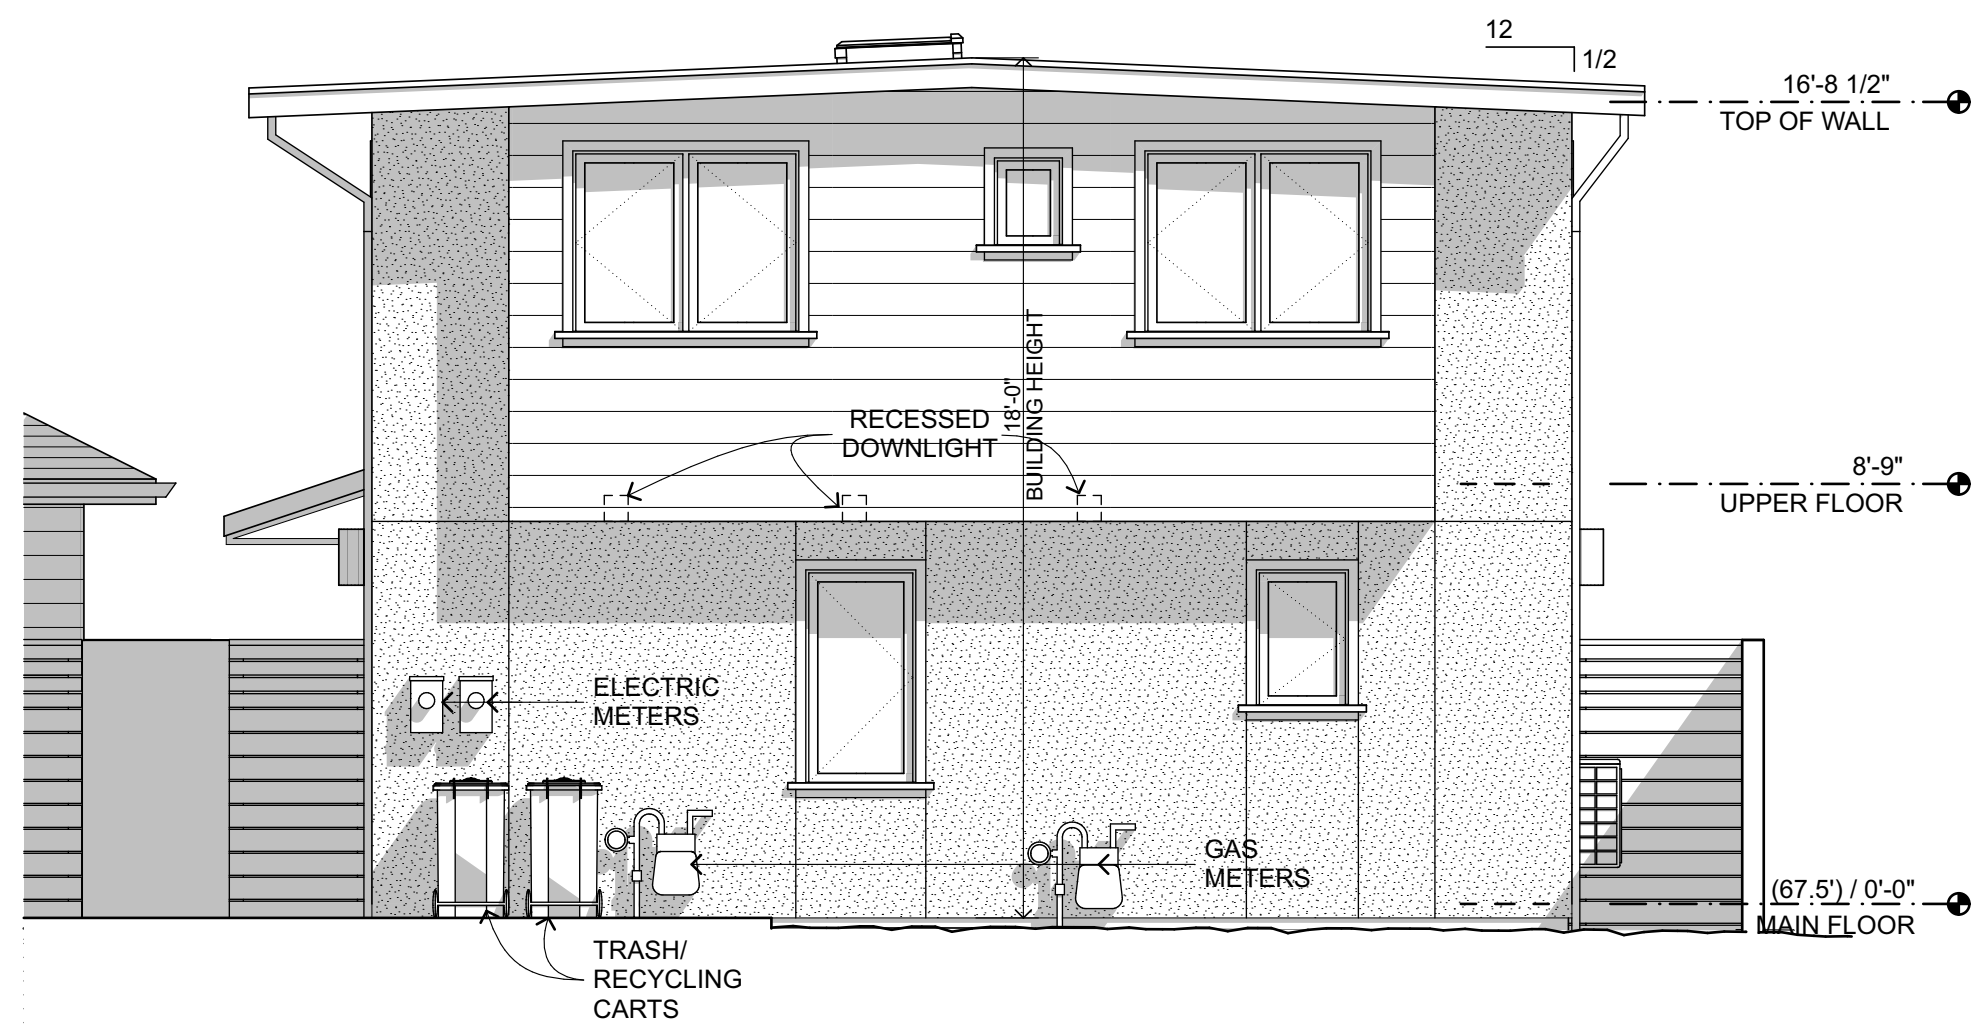 12
1/2
16'-8 1/2"
TOP OF WALL
18'-0"
BUILDING HEIGHT
RECESSED
DOWNLIGHT
8'-9"
UPPER FLOOR
ELECTRIC
METERS
GAS
METERS
(67.5') / 0'-0"
MAIN FLOOR
TRASH/
RECYCLING
CARTS